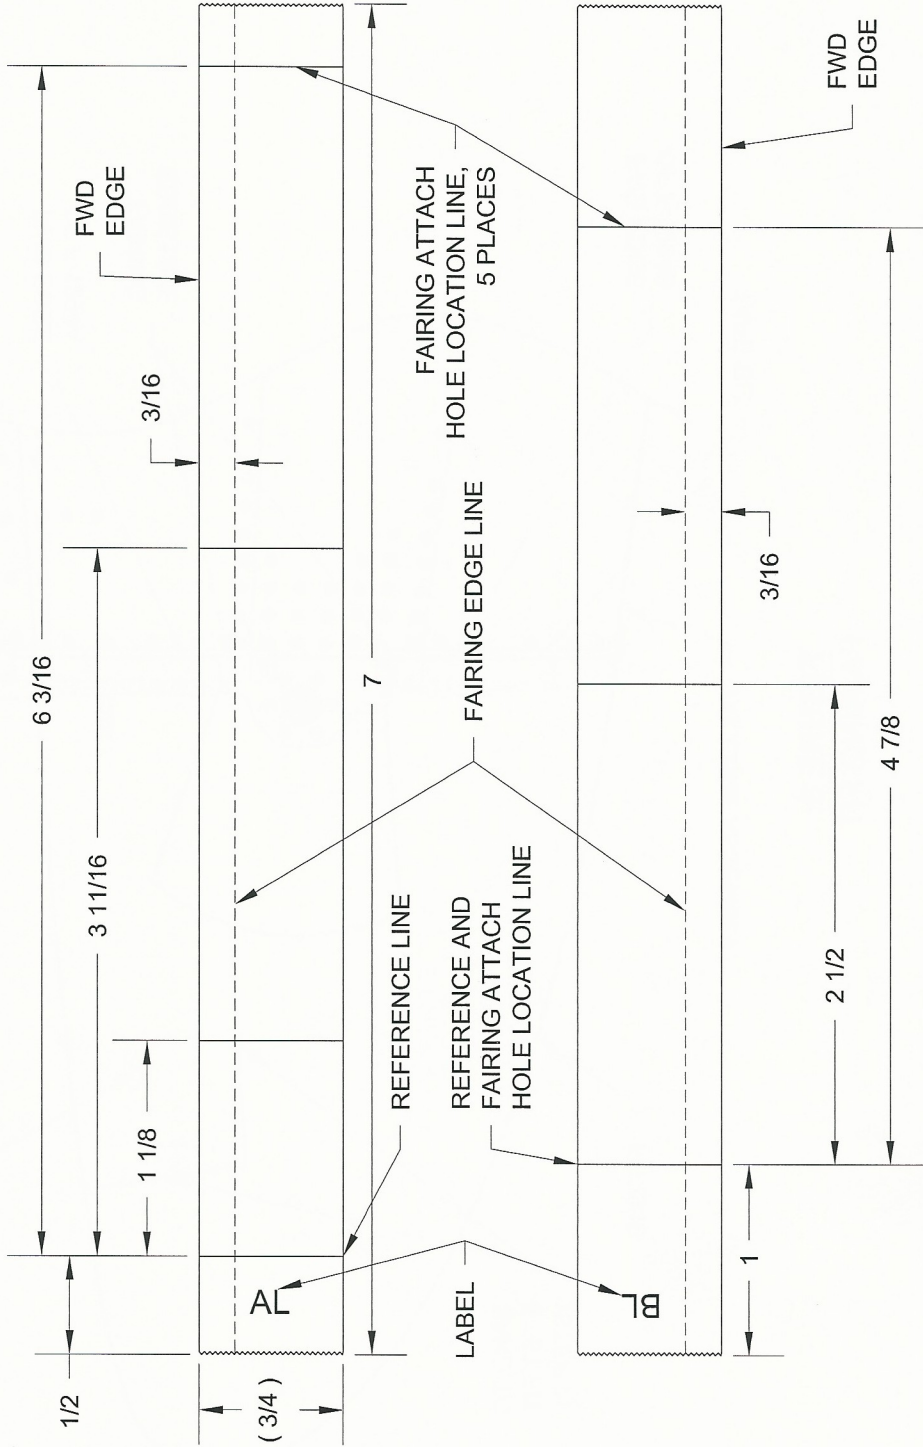 6 3/16
FWD
EDGE
3/16
3 11/16
1 1/8
1/2
AL
( 3/4 )
7
REFERENCE LINE
FAIRING ATTACH
HOLE LOCATION LINE,
5 PLACES
FAIRING EDGE LINE
REFERENCE AND
FAIRING ATTACH
HOLE LOCATION LINE
LABEL
BL
FWD
EDGE
3/16
1
2 1/2
4 7/8